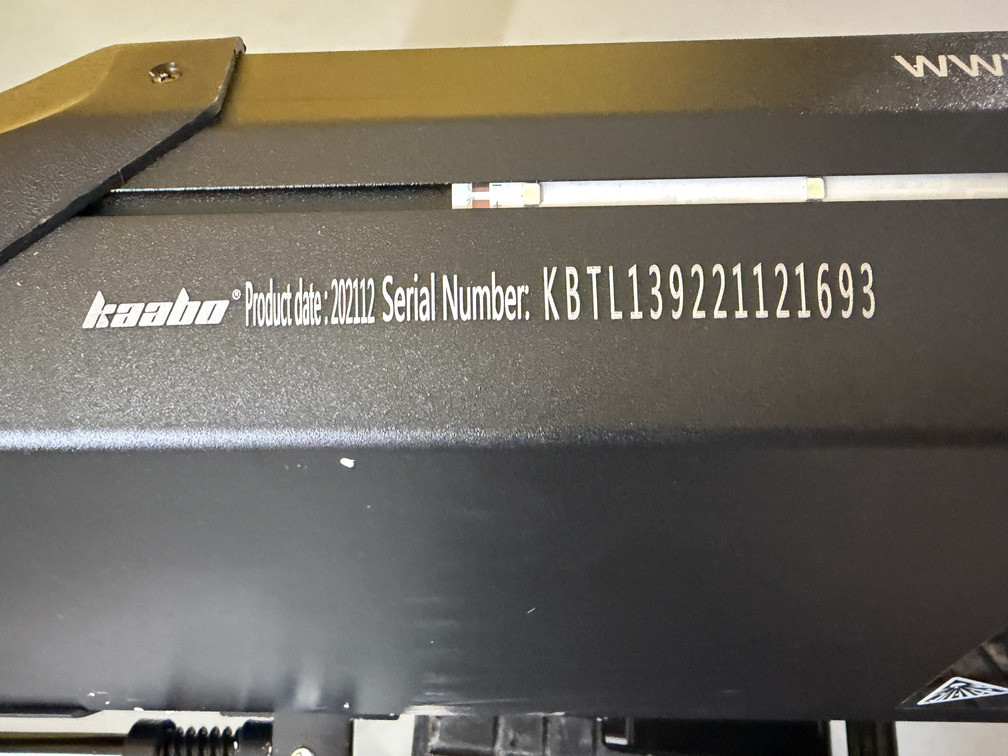 kaabo® Product date : 202112 Serial Number: KBTL139221121693